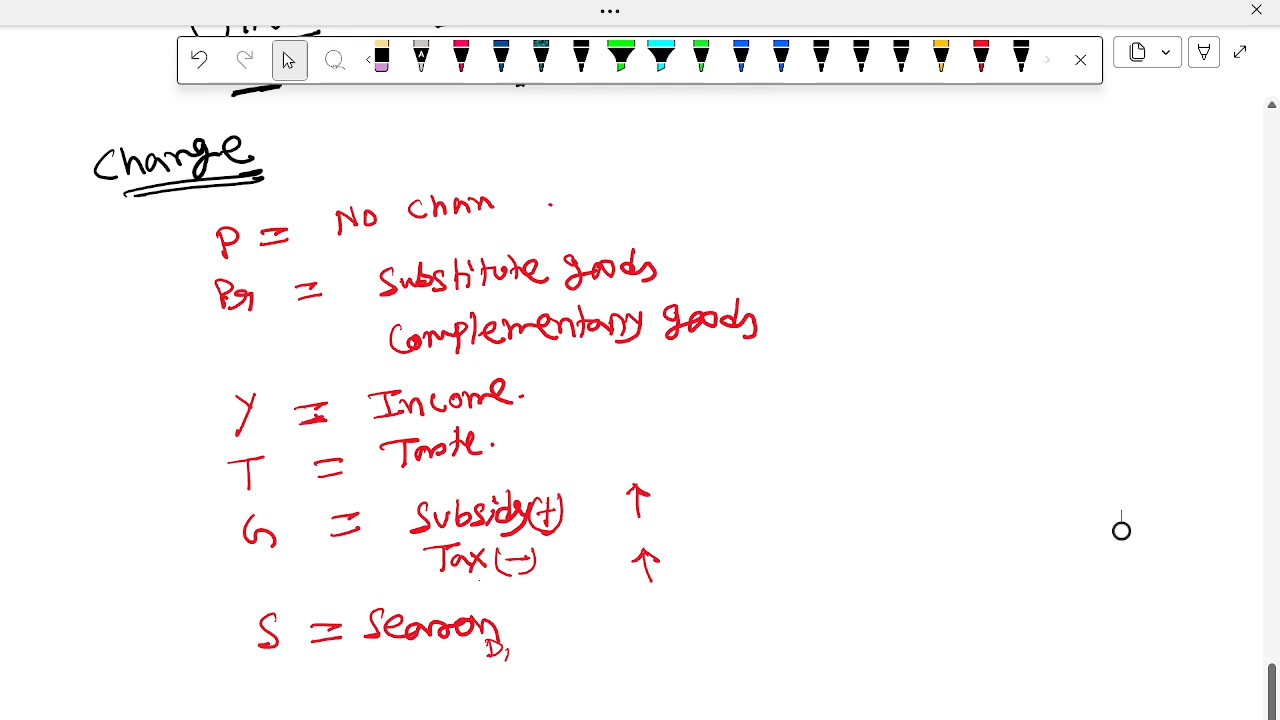 Change
P = No chan .
Pr = Substitute goods
Complementary goods
Y = Income.
T = Taste.
G = Subsidy(+) ↑
Tax(-) ↑
S = Season
D,